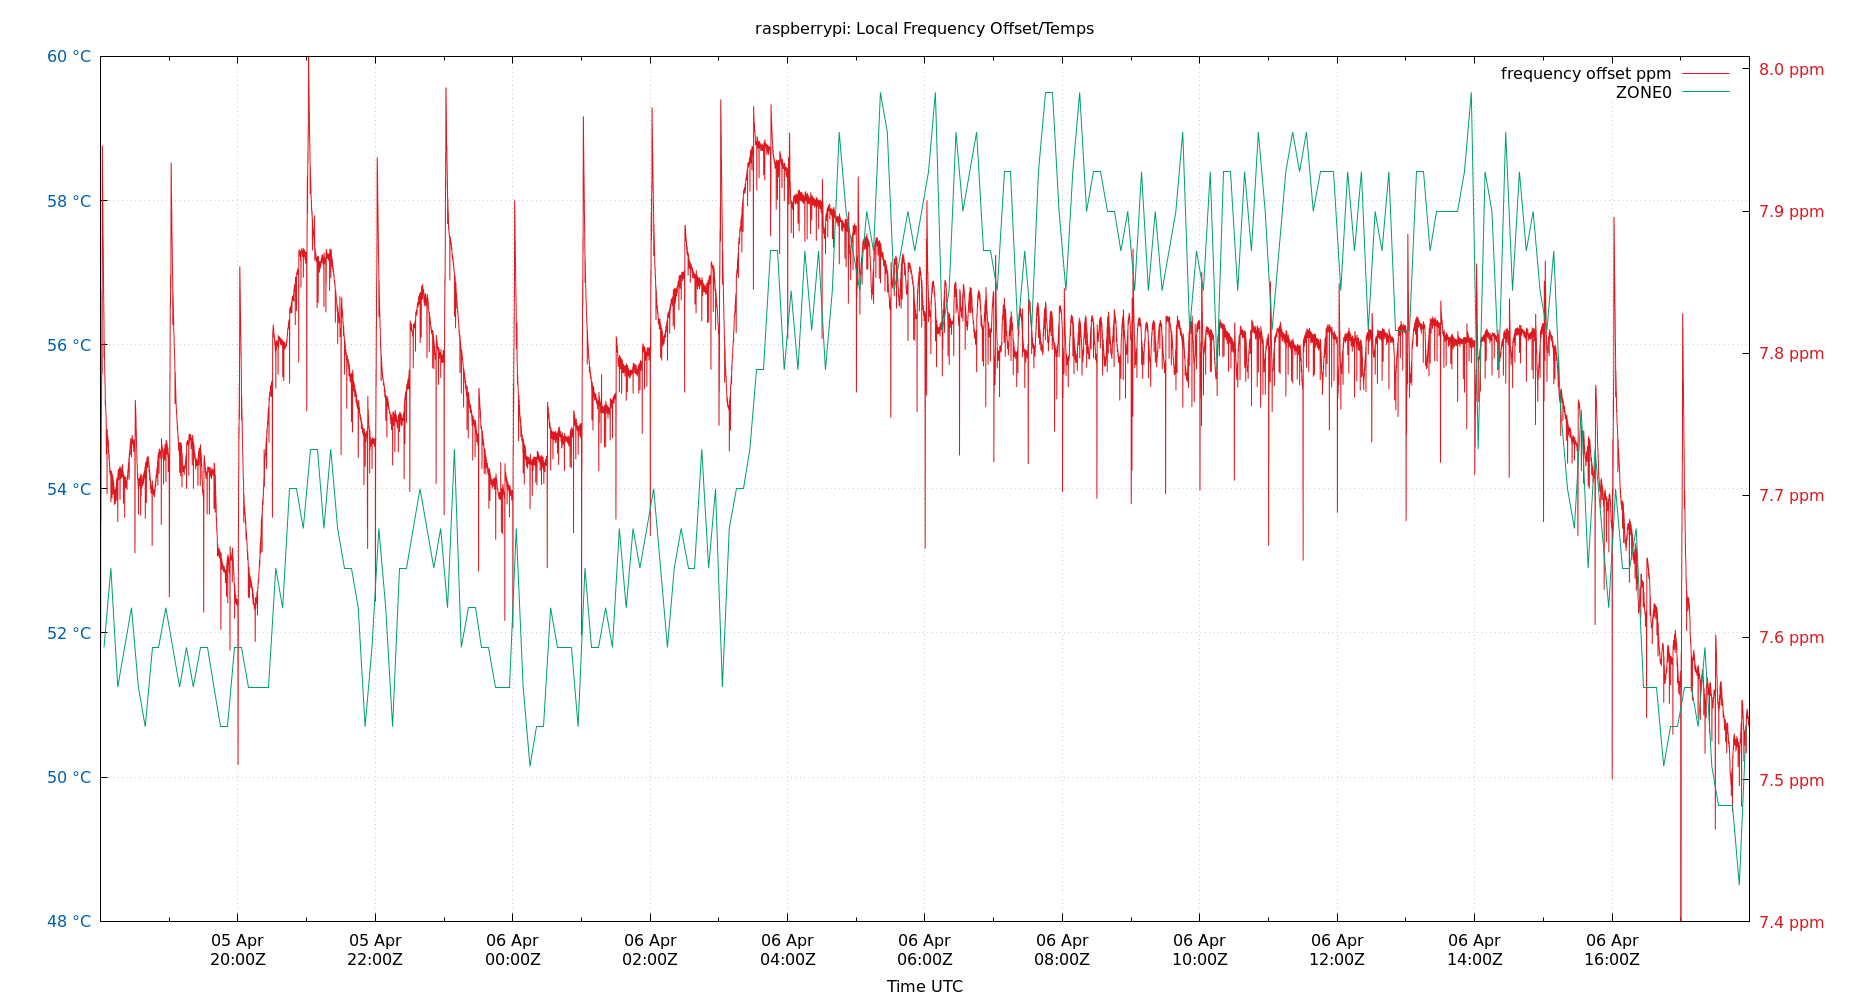 raspberrypi: Local Frequency Offset/Temps
60 °C
58 °C
56 °C
54 °C
52 °C
50 °C
48 °C
frequency offset ppm
ZONE0
8.0 ppm
7.9 ppm
7.8 ppm
7.7 ppm
7.6 ppm
7.5 ppm
7.4 ppm
05 Apr 05 Apr 06 Apr 06 Apr 06 Apr 06 Apr 06 Apr 06 Apr 06 Apr 06 Apr 06 Apr
20:00Z 22:00Z 00:00Z 02:00Z 04:00Z 06:00Z 08:00Z 10:00Z 12:00Z 14:00Z 16:00Z
Time UTC